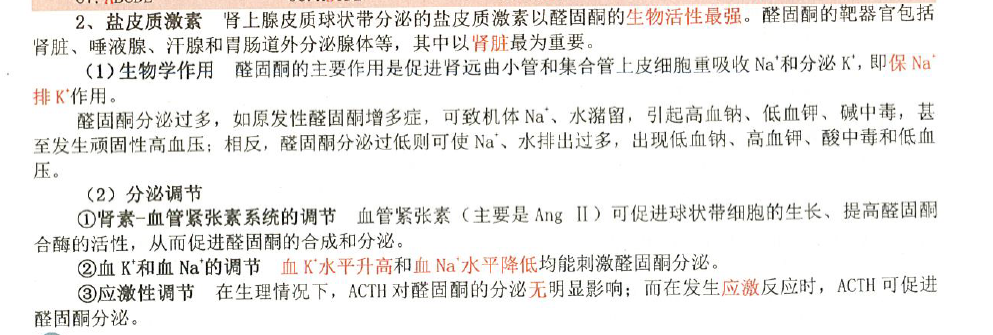 2、盐皮质激素　肾上腺皮质球状带分泌的盐皮质激素以醛固酮的生物活性最强。醛固酮的靶器官包括
肾脏、唾液腺、汗腺和胃肠道外分泌腺体等，其中以肾脏最为重要。
（1）生物学作用　醛固酮的主要作用是促进肾远曲小管和集合管上皮细胞重吸收Na⁺和分泌K⁺，即保Na⁺
排K⁺作用。
醛固酮分泌过多，如原发性醛固酮增多症，可致机体Na⁺、水潴留，引起高血钠、低血钾、碱中毒，甚
至发生顽固性高血压；相反，醛固酮分泌过低则可使Na⁺、水排出过多，出现低血钠、高血钾、酸中毒和低血
压。
（2）分泌调节
①肾素-血管紧张素系统的调节　血管紧张素（主要是Ang Ⅱ）可促进球状带细胞的生长、提高醛固酮
合酶的活性，从而促进醛固酮的合成和分泌。
②血K⁺和血Na⁺的调节　血K⁺水平升高和血Na⁺水平降低均能刺激醛固酮分泌。
③应激性调节　在生理情况下，ACTH对醛固酮的分泌无明显影响；而在发生应激反应时，ACTH可促进
醛固酮分泌。